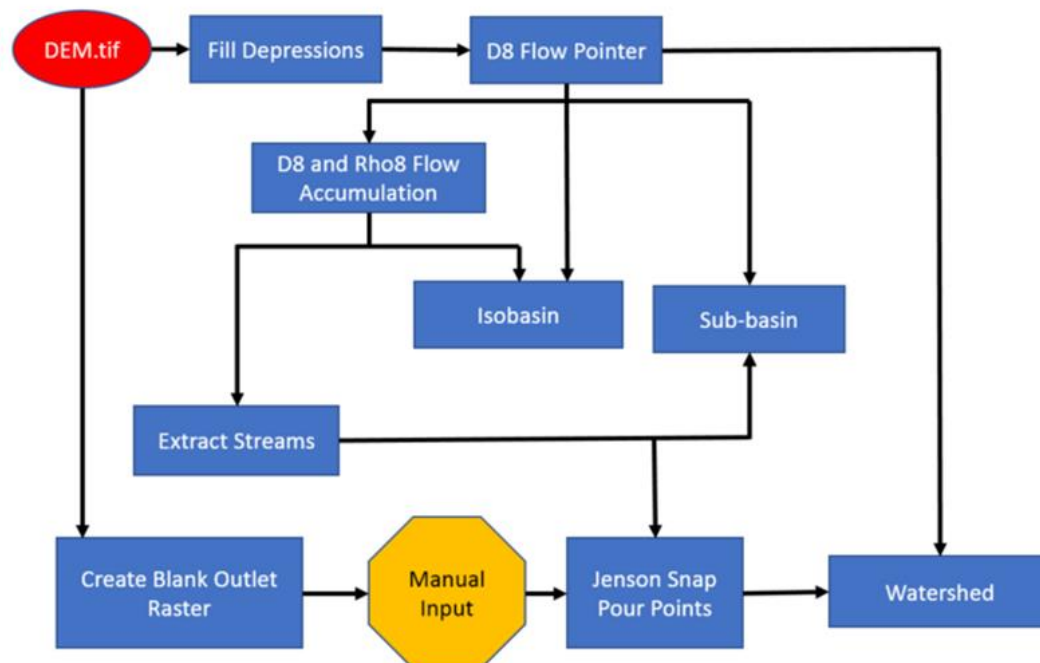 DEM.tif
Fill Depressions
D8 Flow Pointer
D8 and Rho8 Flow
Accumulation
Isobasin
Sub-basin
Extract Streams
Create Blank Outlet
Raster
Manual
Input
Jenson Snap
Pour Points
Watershed